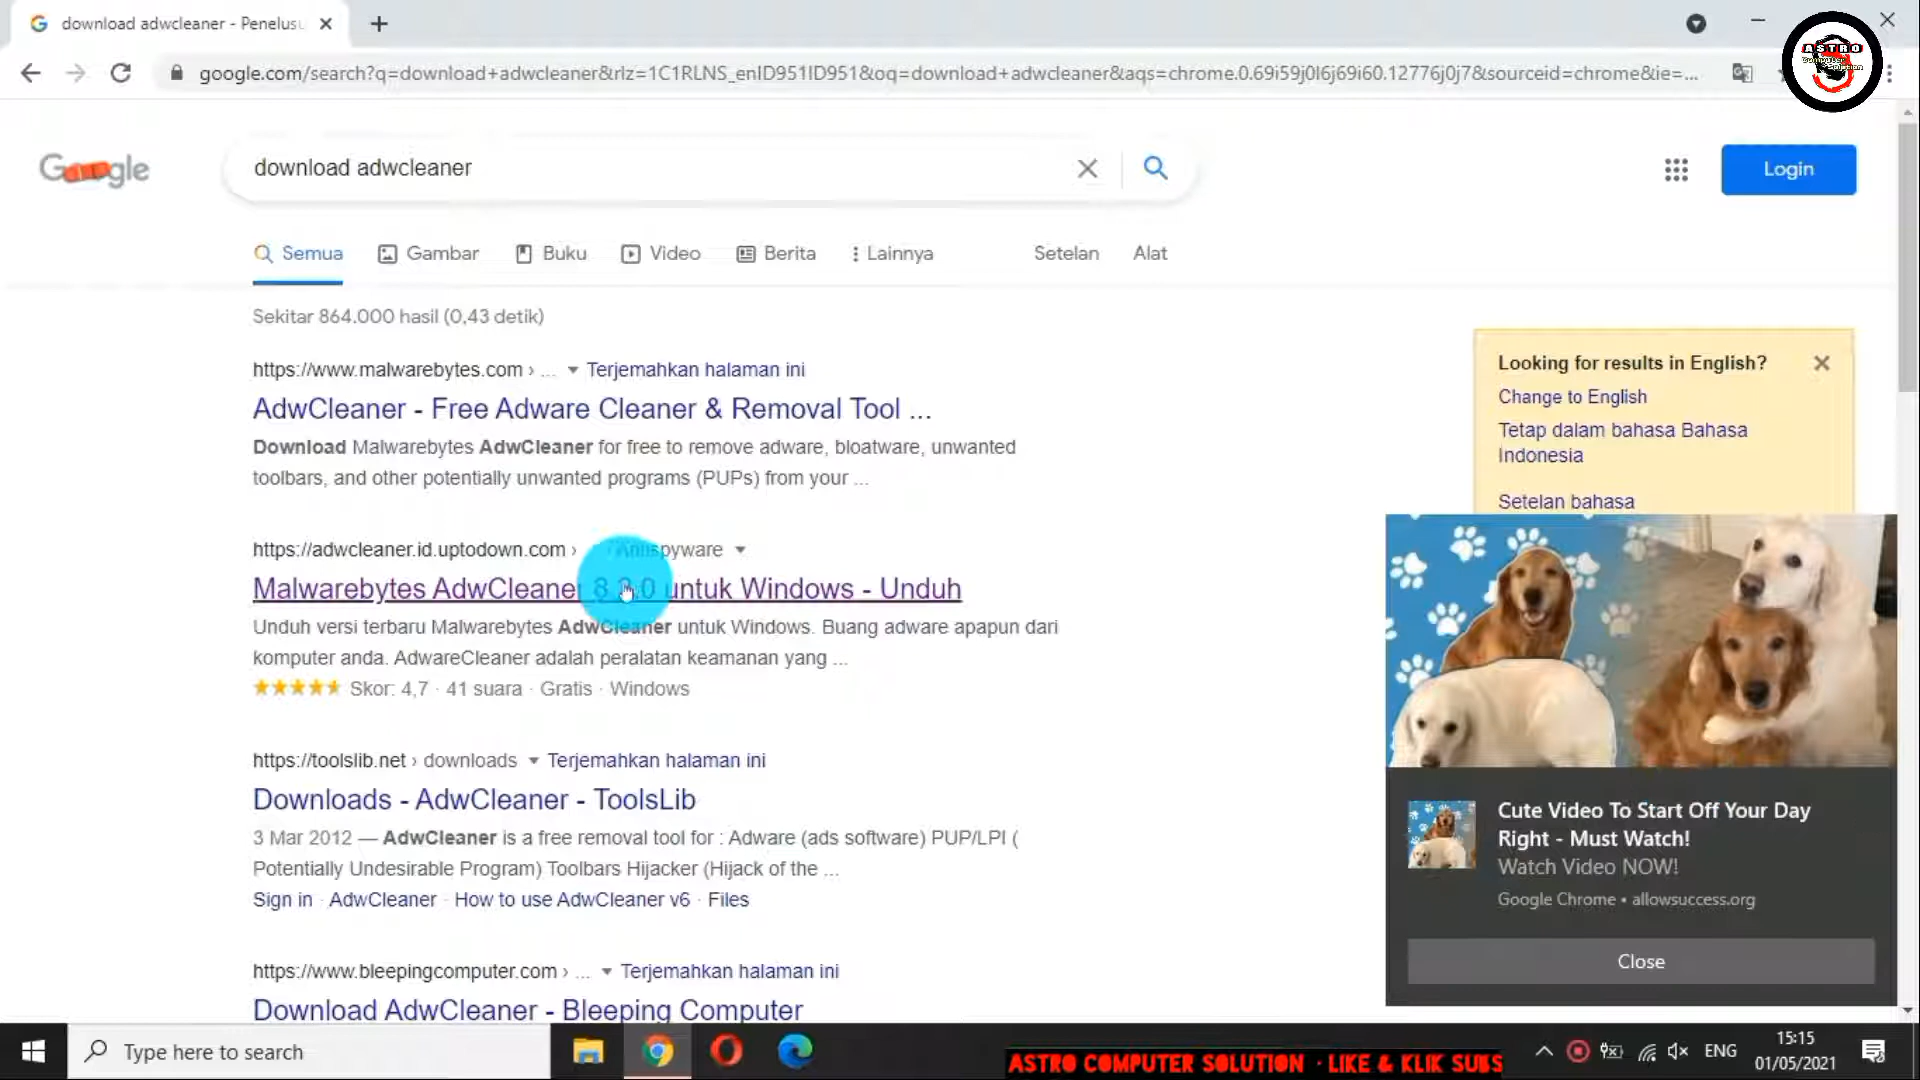 download adwcleaner - Penelusu
google.com/search?q=download+adwcleaner&rlz=1C1RLNS_enID951ID951&oq=download+adwcleaner&aqs=chrome.0.69i59j0l6j69i60.12776j0j7&sourceid=chrome&ie=...
ASTRO
Computer
Solution
Google
download adwcleaner
Login
Semua
Gambar
Buku
Video
Berita
Lainnya
Setelan
Alat
Sekitar 864.000 hasil (0,43 detik)
https://www.malwarebytes.com › ... Terjemahkan halaman ini
AdwCleaner - Free Adware Cleaner & Removal Tool ...
Download Malwarebytes AdwCleaner for free to remove adware, bloatware, unwanted
toolbars, and other potentially unwanted programs (PUPs) from your ...
https://adwcleaner.id.uptodown.com › Antispyware
Malwarebytes AdwCleaner 8.2.0 untuk Windows - Unduh
Unduh versi terbaru Malwarebytes AdwCleaner untuk Windows. Buang adware apapun dari
komputer anda. AdwareCleaner adalah peralatan keamanan yang ...
Skor: 4,7 · 41 suara · Gratis · Windows
https://toolslib.net › downloads Terjemahkan halaman ini
Downloads - AdwCleaner - ToolsLib
3 Mar 2012 — AdwCleaner is a free removal tool for : Adware (ads software) PUP/LPI (
Potentially Undesirable Program) Toolbars Hijacker (Hijack of the ...
Sign in · AdwCleaner · How to use AdwCleaner v6 · Files
https://www.bleepingcomputer.com › ... Terjemahkan halaman ini
Download AdwCleaner - Bleeping Computer
Looking for results in English?
Change to English
Tetap dalam bahasa Bahasa
Indonesia
Setelan bahasa
Cute Video To Start Off Your Day
Right - Must Watch!
Watch Video NOW!
Google Chrome • allowsuccess.org
Close
Type here to search
ASTRO COMPUTER SOLUTION · LIKE & KLIK SUBS
ENG
15:15
01/05/2021